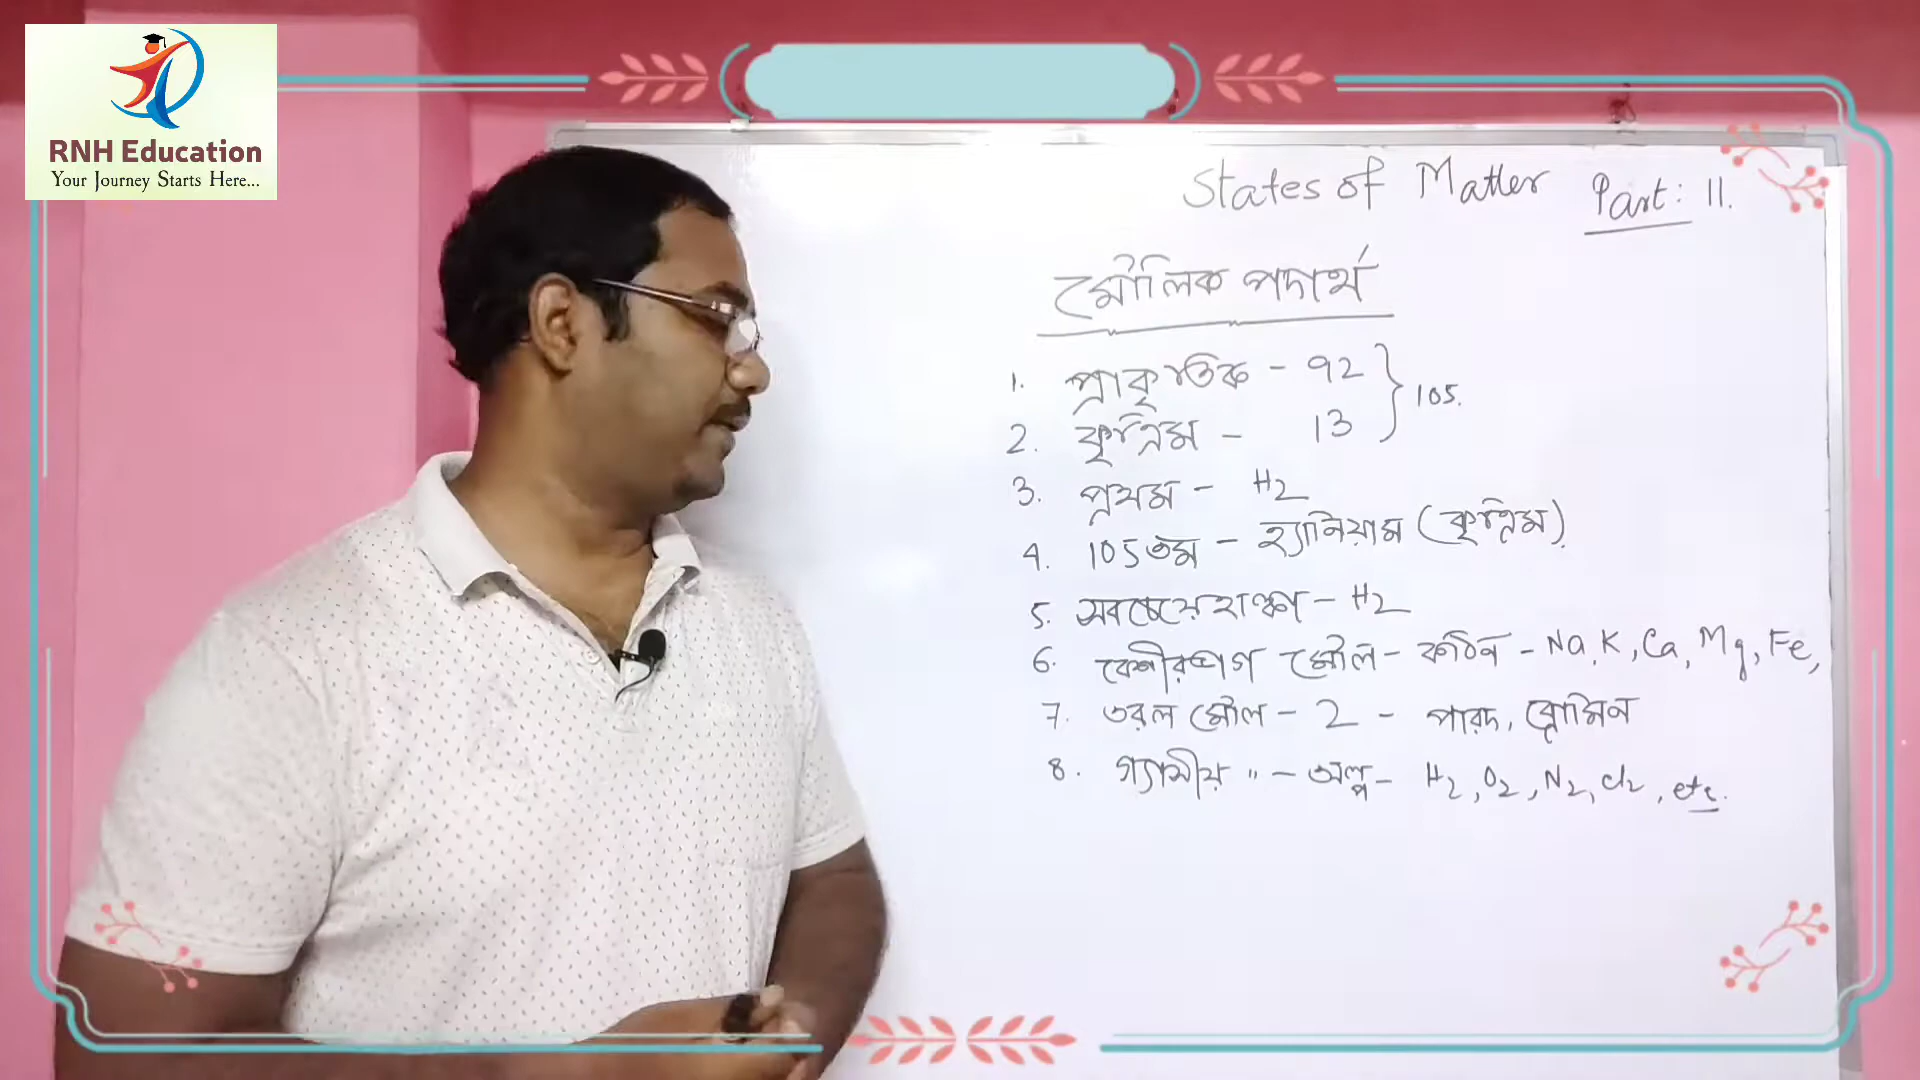 RNH Education
Your Journey Starts Here...
States of Matter Part: II.
মৌলিক পদার্থ
1. প্রাকৃতিক - 92
2. কৃত্রিম - 13 } 105.
3. প্রথম - H2
4. 105তম - হ্যানিয়াম (কৃত্রিম).
5. সবচেয়ে হাল্কা - H2
6. বেশীরভাগ মৌল - কঠিন - Na, K, Ca, Mg, Fe,
7. তরল মৌল - 2 - পারদ, ব্রোমিন
8. গ্যাসীয় " - অল্প - H2, O2, N2, Cl2, etc.